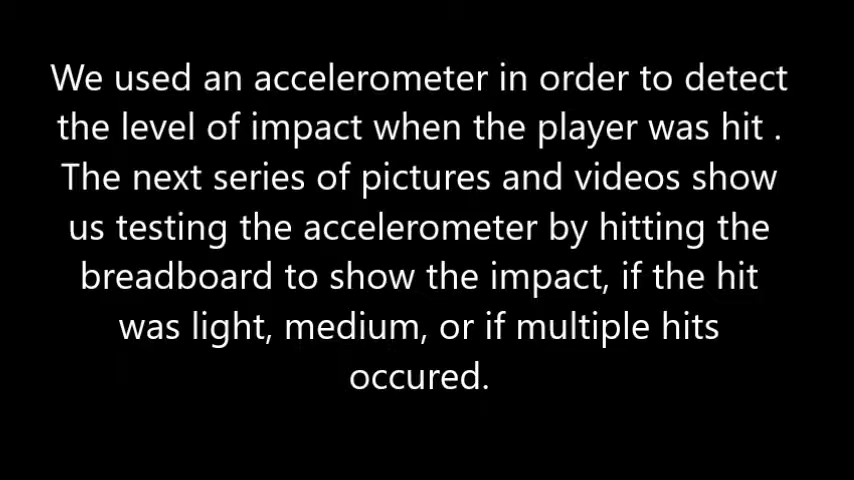 We used an accelerometer in order to detect
the level of impact when the player was hit .
The next series of pictures and videos show
us testing the accelerometer by hitting the
breadboard to show the impact, if the hit
was light, medium, or if multiple hits
occured.